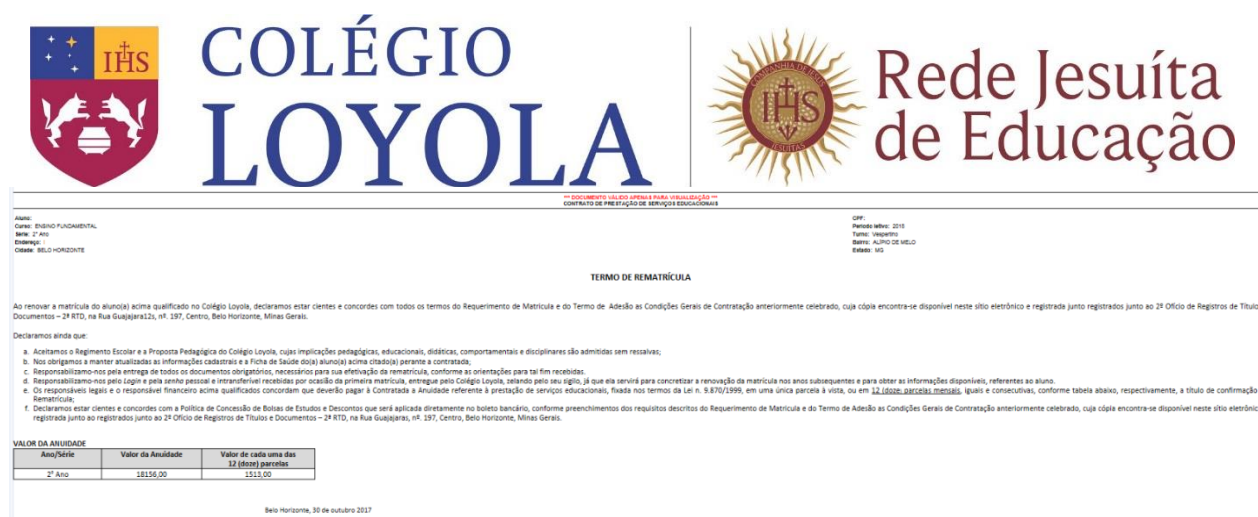 IHS
COLÉGIO
LOYOLA
COMPANHIA DE JESUS
IHS
JESUÍTAS
Rede Jesuíta
de Educação
*** DOCUMENTO VÁLIDO APENAS PARA VISUALIZAÇÃO ***
CONTRATO DE PRESTAÇÃO DE SERVIÇOS EDUCACIONAIS
Aluno:
Curso: ENSINO FUNDAMENTAL
Série: 2º Ano
Endereço:
Cidade: BELO HORIZONTE
CPF:
Período letivo: 2018
Turno: Vespertino
Bairro: ALÍPIO DE MELO
Estado: MG
TERMO DE REMATRÍCULA
Ao renovar a matrícula do aluno(a) acima qualificado no Colégio Loyola, declaramos estar cientes e concordes com todos os termos do Requerimento de Matricula e do Termo de Adesão as Condições Gerais de Contratação anteriormente celebrado, cuja cópia encontra-se disponível neste sítio eletrônico e registrada junto registrados junto ao 2º Ofício de Registros de Título
Documentos – 2º RTD, na Rua Guajajara12s, nº. 197, Centro, Belo Horizonte, Minas Gerais.
Declaramos ainda que:
a. Aceitamos o Regimento Escolar e a Proposta Pedagógica do Colégio Loyola, cujas implicações pedagógicas, educacionais, didáticas, comportamentais e disciplinares são admitidas sem ressalvas;
b. Nos obrigamos a manter atualizadas as informações cadastrais e a Ficha de Saúde do(a) aluno(a) acima citado(a) perante a contratada;
c. Responsabilizamo-nos pela entrega de todos os documentos obrigatórios, necessários para sua efetivação da rematrícula, conforme as orientações para tal fim recebidas.
d. Responsabilizamo-nos pelo Login e pela senha pessoal e intransferível recebidas por ocasião da primeira matrícula, entregue pelo Colégio Loyola, zelando pelo seu sigilo, já que ela servirá para concretizar a renovação da matrícula nos anos subsequentes e para obter as informações disponíveis, referentes ao aluno.
e. Os responsáveis legais e o responsável financeiro acima qualificados concordam que deverão pagar à Contratada a Anuidade referente à prestação de serviços educacionais, fixada nos termos da Lei n. 9.870/1999, em uma única parcela à vista, ou em 12 (doze) parcelas mensais, iguais e consecutivas, conforme tabela abaixo, respectivamente, a título de confirmação
Rematrícula;
f. Declaramos estar cientes e concordes com a Política de Concessão de Bolsas de Estudos e Descontos que será aplicada diretamente no boleto bancário, conforme preenchimentos dos requisitos descritos do Requerimento de Matricula e do Termo de Adesão as Condições Gerais de Contratação anteriormente celebrado, cuja cópia encontra-se disponível neste sítio eletrônic
registrada junto ao registrados junto ao 2º Ofício de Registros de Títulos e Documentos – 2º RTD, na Rua Guajajaras, nº. 197, Centro, Belo Horizonte, Minas Gerais.
VALOR DA ANUIDADE
Ano/Série Valor da Anuidade Valor de cada uma das
12 (doze) parcelas
2º Ano 18156,00 1513,00
Belo Horizonte, 30 de outubro 2017